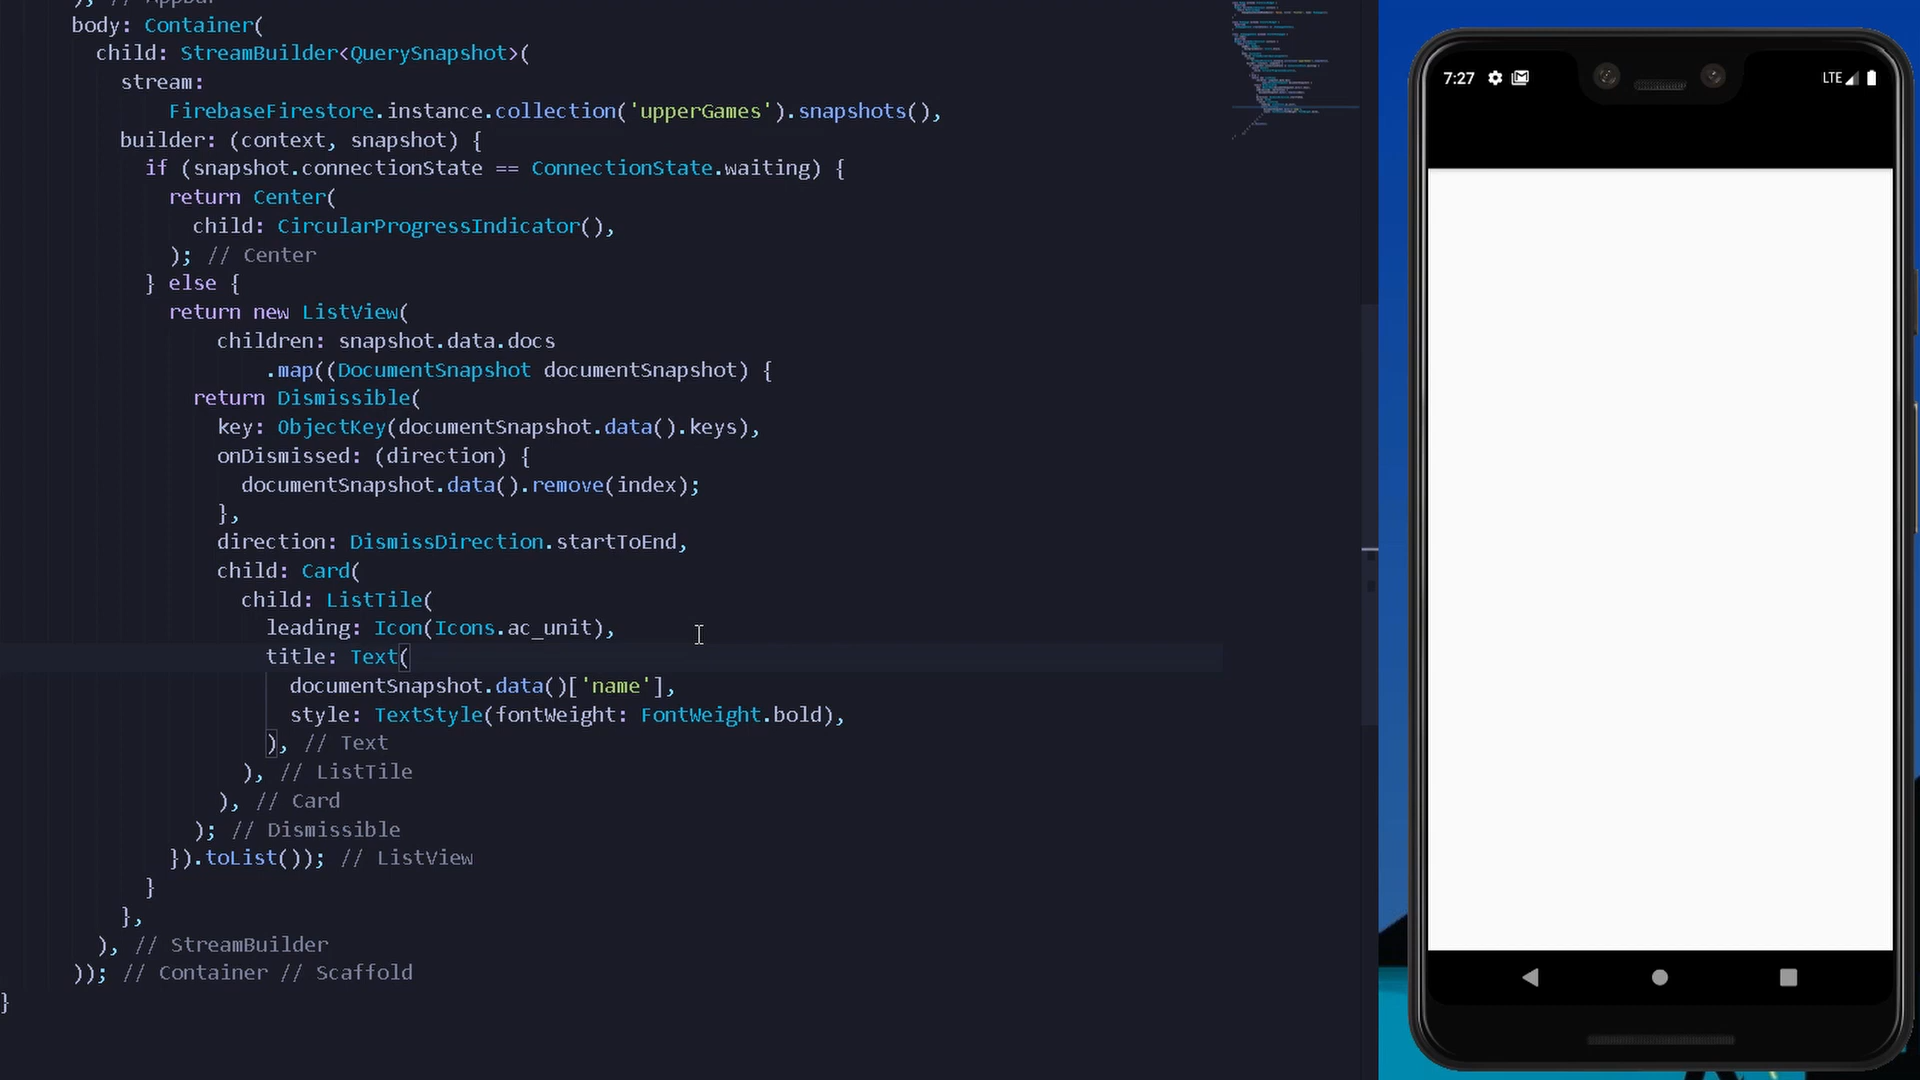 ), // AppBar
body: Container(
child: StreamBuilder<QuerySnapshot>(
stream:
FirebaseFirestore.instance.collection('upperGames').snapshots(),
builder: (context, snapshot) {
if (snapshot.connectionState == ConnectionState.waiting) {
return Center(
child: CircularProgressIndicator(),
); // Center
} else {
return new ListView(
children: snapshot.data.docs
.map((DocumentSnapshot documentSnapshot) {
return Dismissible(
key: ObjectKey(documentSnapshot.data().keys),
onDismissed: (direction) {
documentSnapshot.data().remove(index);
},
direction: DismissDirection.startToEnd,
child: Card(
child: ListTile(
leading: Icon(Icons.ac_unit),
title: Text(
documentSnapshot.data()['name'],
style: TextStyle(fontWeight: FontWeight.bold),
), // Text
), // ListTile
), // Card
); // Dismissible
}).toList()); // ListView
}
},
), // StreamBuilder
)); // Container // Scaffold
}
7:27
LTE